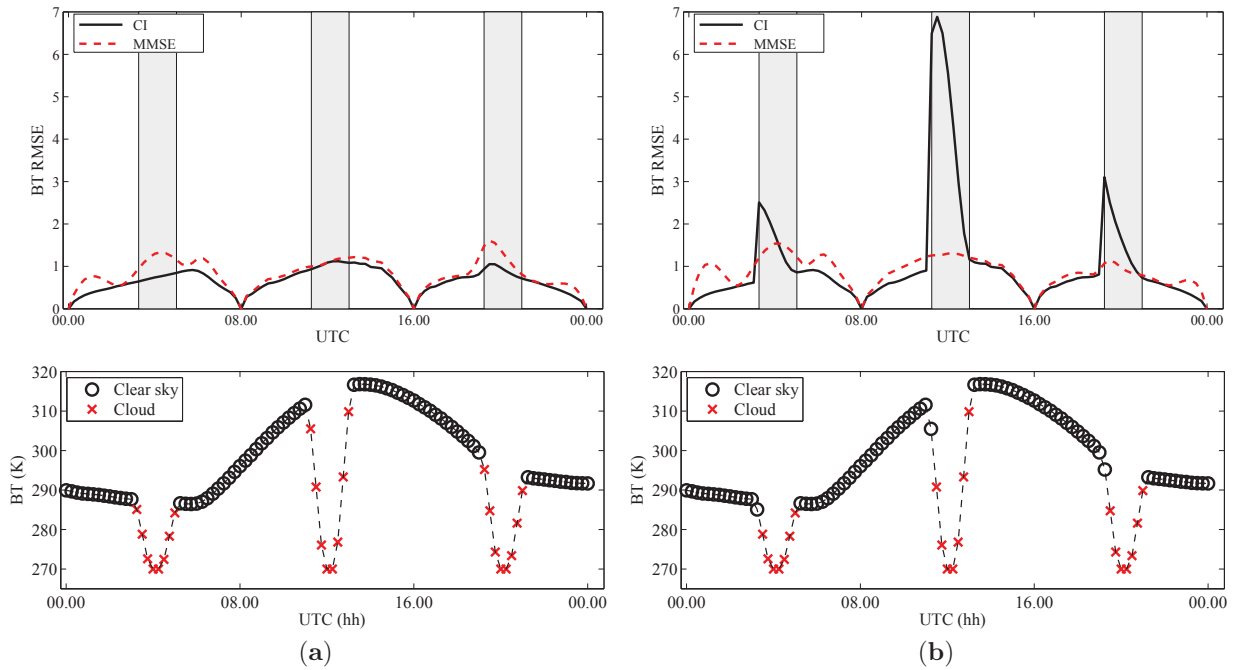 7
6
5
4
3
2
1
0
BT RMSE
CI
MMSE
00.00
08.00
16.00
00.00
UTC
7
6
5
4
3
2
1
0
BT RMSE
CI
MMSE
00.00
08.00
16.00
00.00
UTC
320
310
300
290
280
270
BT (K)
Clear sky
Cloud
00.00
08.00
16.00
00.00
UTC (hh)
(a)
320
310
300
290
280
270
BT (K)
Clear sky
Cloud
00.00
08.00
16.00
00.00
UTC (hh)
(b)